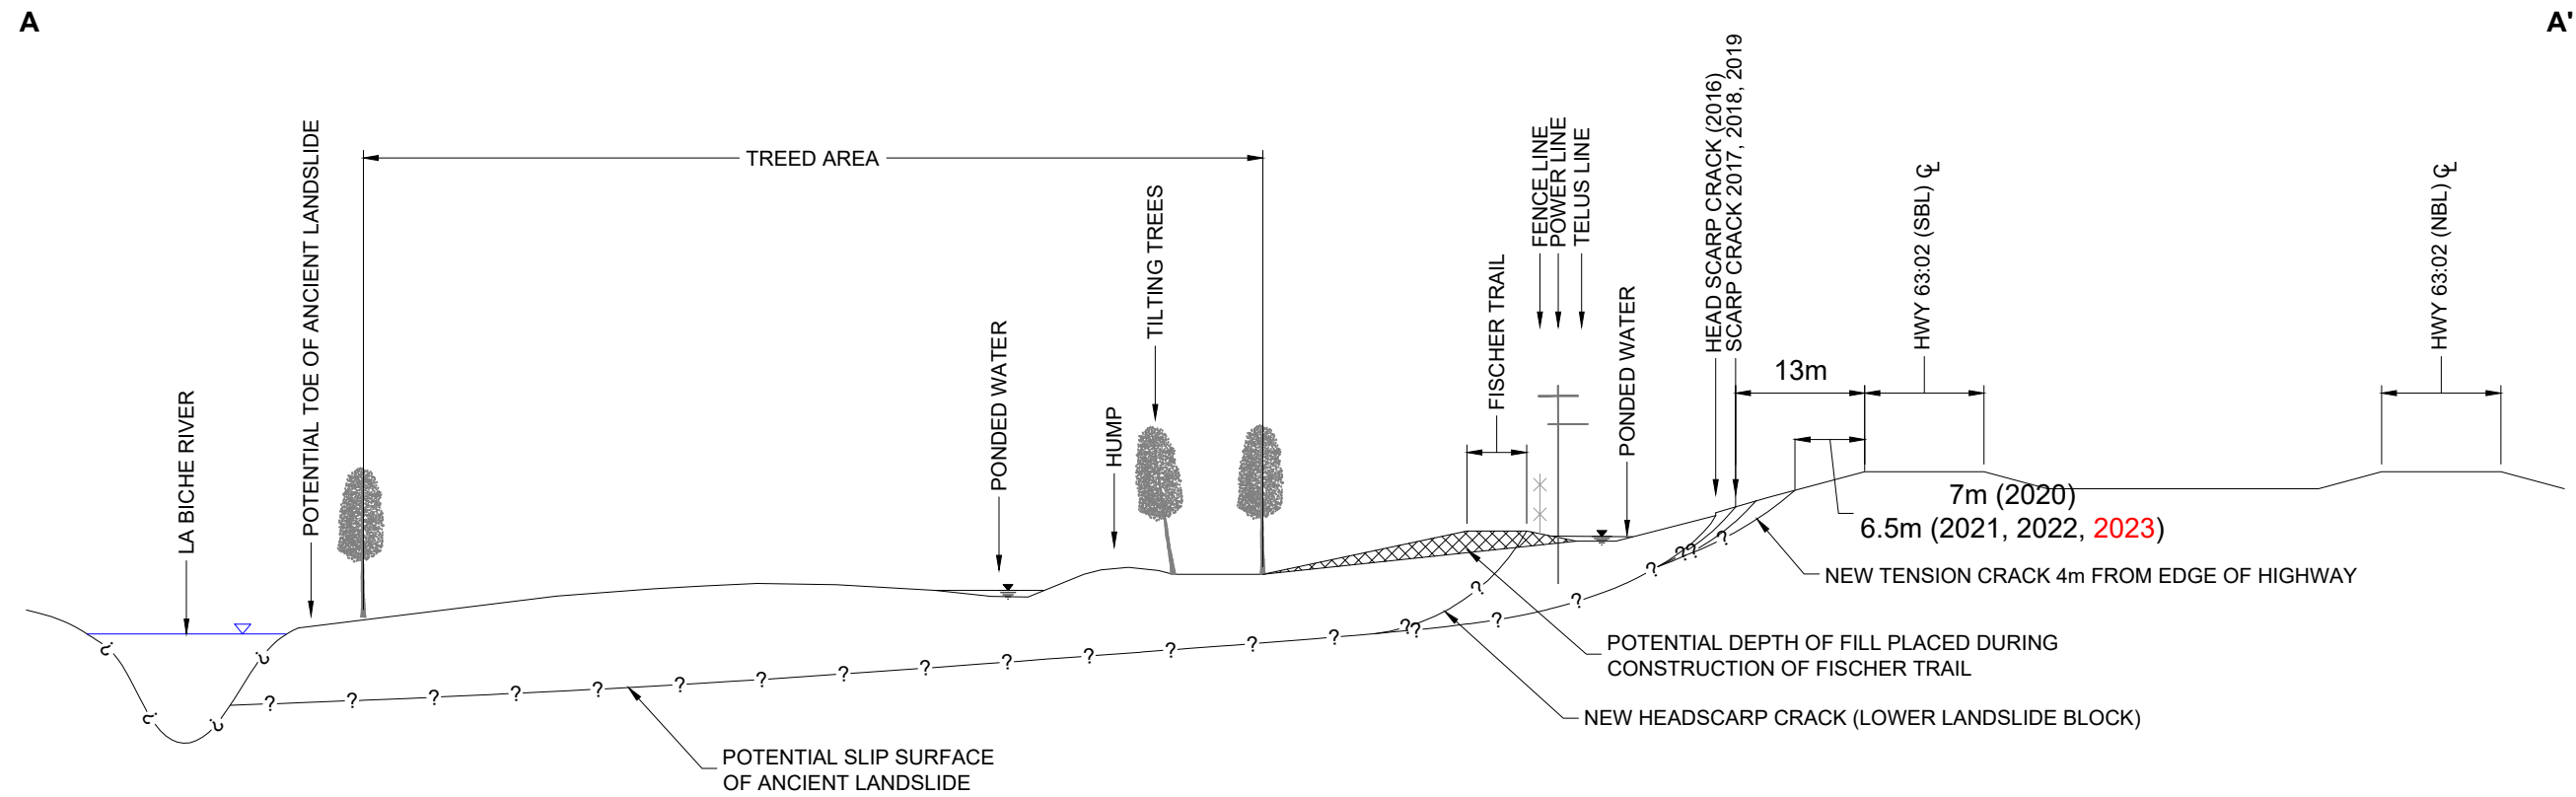 A
A'
TREED AREA
LA BICHE RIVER
POTENTIAL TOE OF ANCIENT LANDSLIDE
PONDED WATER
HUMP
TILTING TREES
FISCHER TRAIL
FENCE LINE
POWER LINE
TELUS LINE
PONDED WATER
HEAD SCARP CRACK (2016)
SCARP CRACK 2017, 2018, 2019
13m
HWY 63:02 (SBL) ℄
HWY 63:02 (NBL) ℄
7m (2020)
6.5m (2021, 2022, 2023)
NEW TENSION CRACK 4m FROM EDGE OF HIGHWAY
POTENTIAL DEPTH OF FILL PLACED DURING
CONSTRUCTION OF FISCHER TRAIL
NEW HEADSCARP CRACK (LOWER LANDSLIDE BLOCK)
POTENTIAL SLIP SURFACE
OF ANCIENT LANDSLIDE